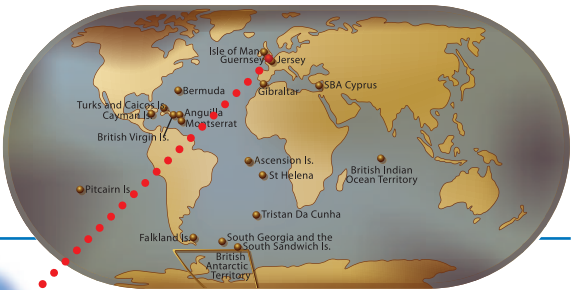 Isle of Man
Guernsey
Jersey
Gibraltar
SBA Cyprus
Bermuda
Turks and Caicos Is.
Cayman Is.
Anguilla
Montserrat
British Virgin Is.
Ascension Is.
St Helena
British Indian
Ocean Territory
Pitcairn Is.
Tristan Da Cunha
Falkland Is.
South Georgia and the
South Sandwich Is.
British
Antarctic
Territory